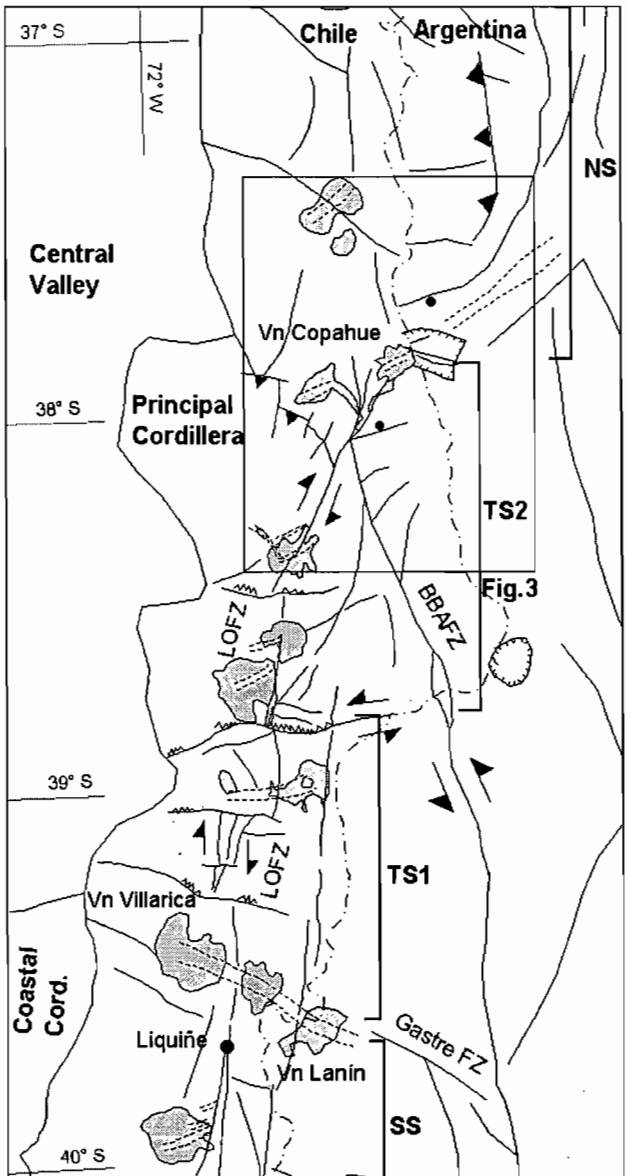 Chile
Argentina
37° S
72° W
NS
Central
Valley
Vn Copahue
38° S
Principal
Cordillera
TS2
Fig.3
BBAFZ
LOFZ
39° S
LOFZ
TS1
Vn Villarica
Coastal
Cord.
Liquiñe
Gastre FZ
Vn Lanín
SS
40° S